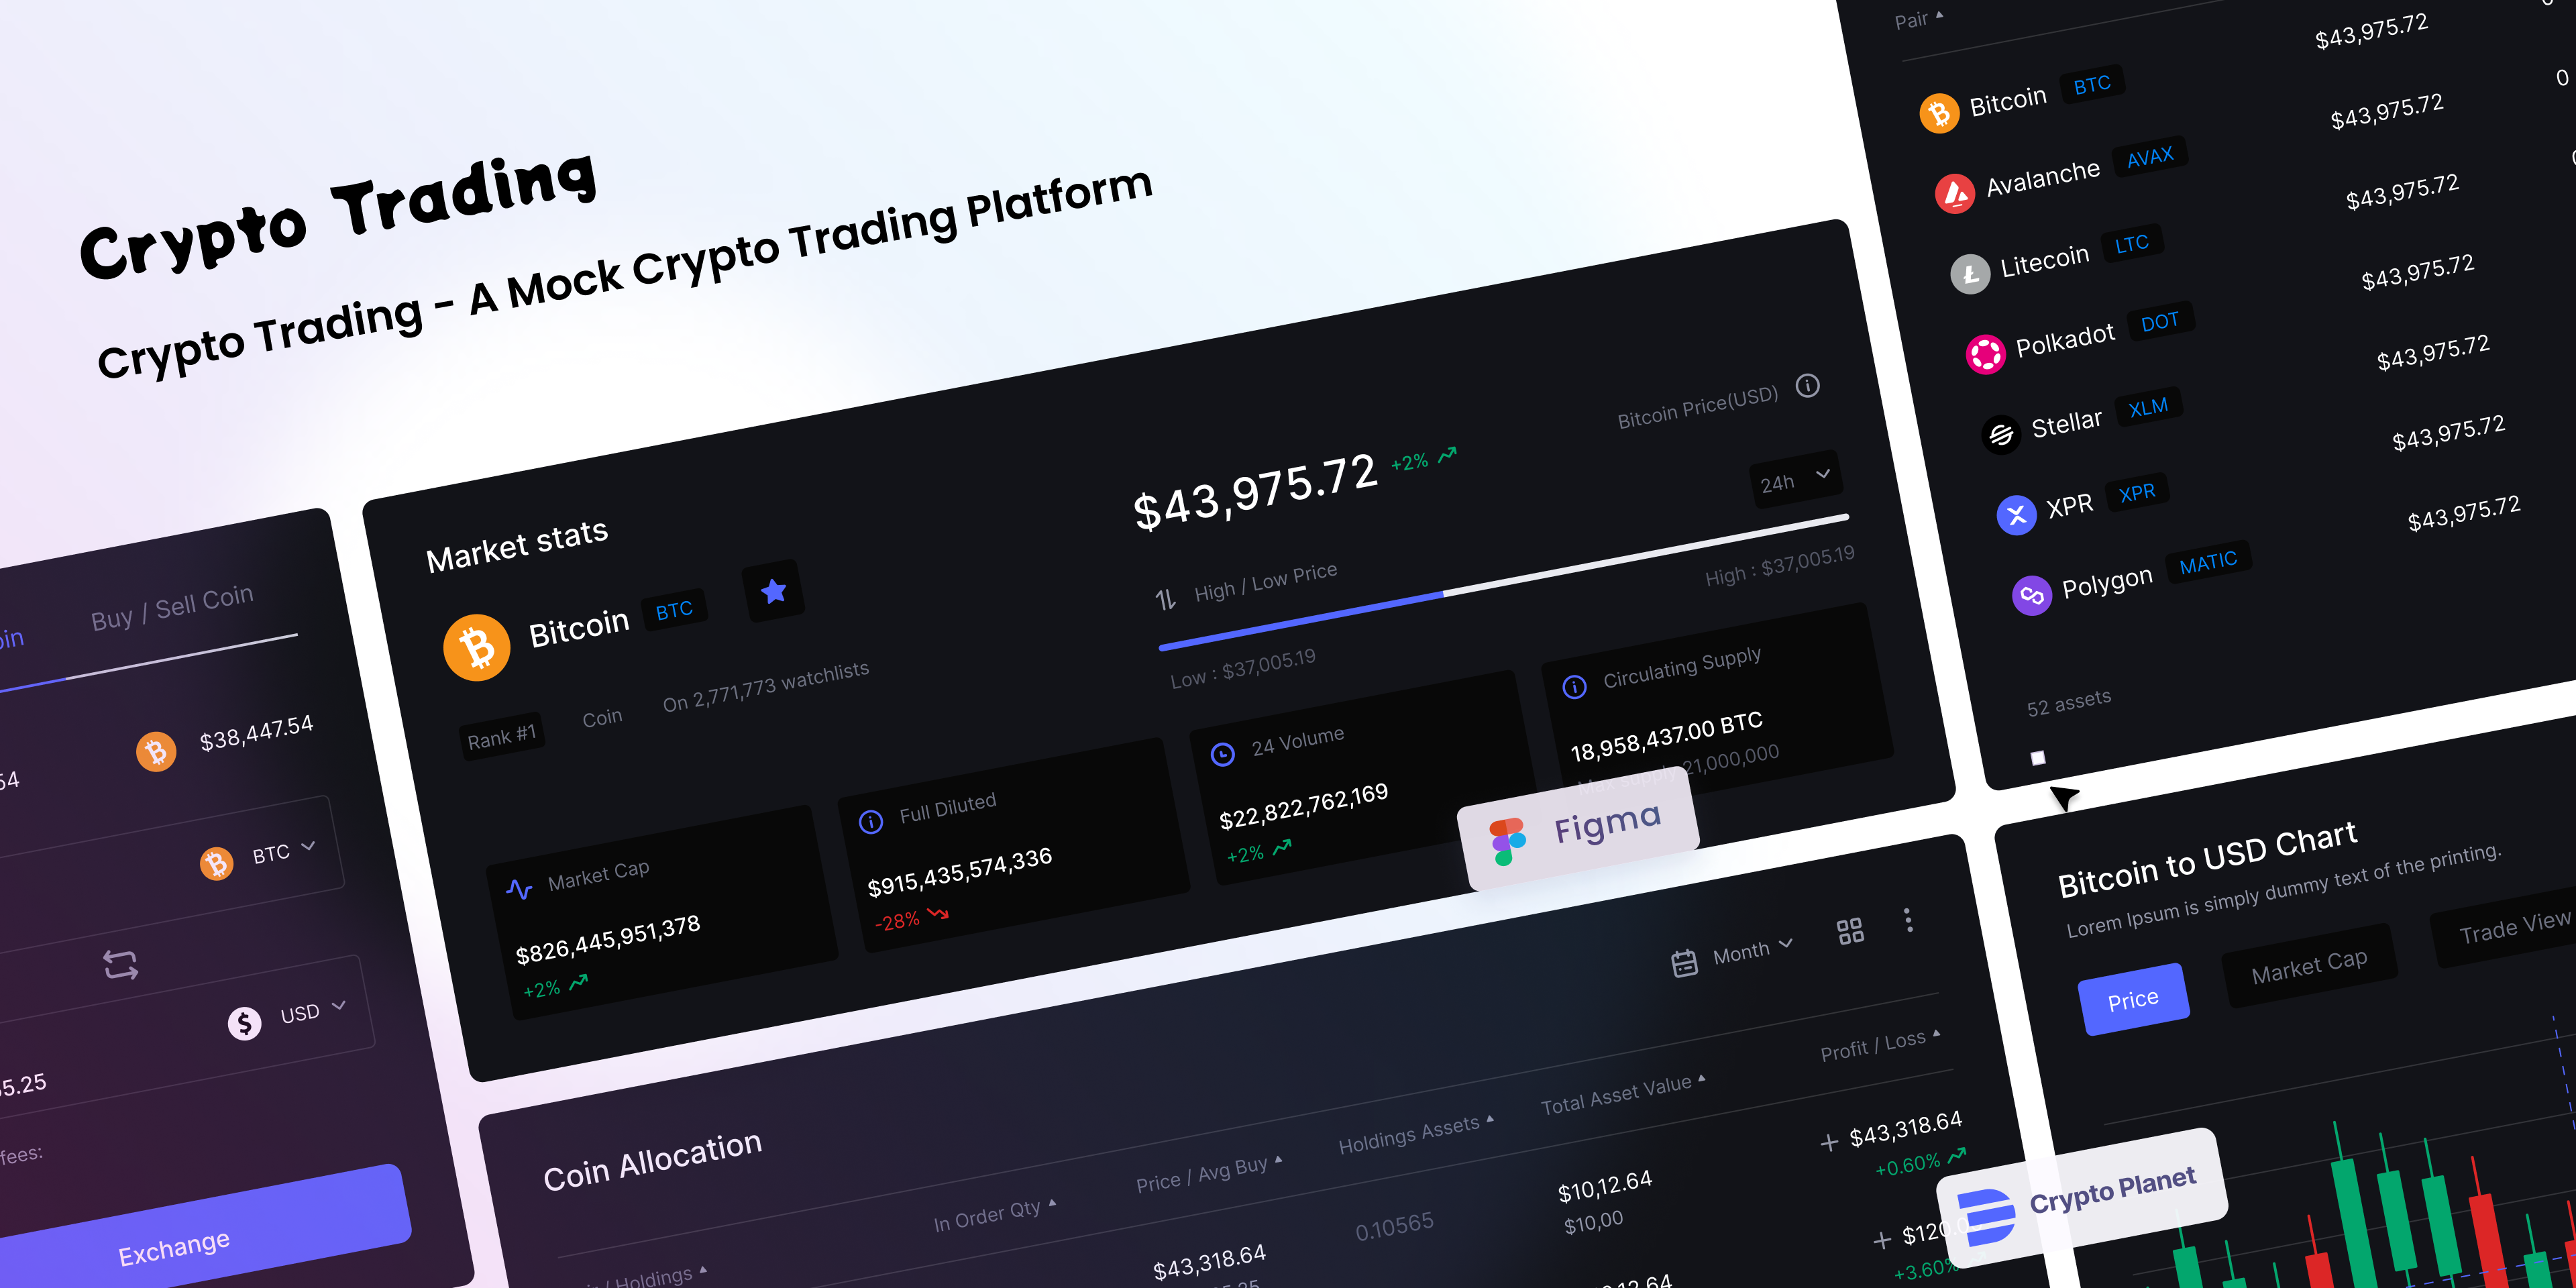 Crypto Trading
Crypto Trading - A Mock Crypto Trading Platform
Buy / Sell Coin
$38,447.54
BTC
USD
5.25
fees:
Exchange
Market stats
Bitcoin BTC
Rank #1 Coin On 2,771,773 watchlists
$43,975.72 +2%
Bitcoin Price(USD)
24h
High / Low Price
Low : $37,005.19
High : $37,005.19
Market Cap
$826,445,951,378
+2%
Full Diluted
$915,435,574,336
-28%
24 Volume
$22,822,762,169
+2%
Circulating Supply
18,958,437.00 BTC
Max supply 21,000,000
Figma
Pair
$43,975.72
Bitcoin BTC $43,975.72
Avalanche AVAX $43,975.72
Litecoin LTC $43,975.72
Polkadot DOT $43,975.72
Stellar XLM $43,975.72
XPR XPR $43,975.72
Polygon MATIC
52 assets
Coin Allocation
Month
/ Holdings In Order Qty Price / Avg Buy Holdings Assets Total Asset Value Profit / Loss
$43,318.64
0.10565
$10,12.64
$10,00
$43,318.64
+0.60%
$120.0
+3.60%
Bitcoin to USD Chart
Lorem Ipsum is simply dummy text of the printing.
Price Market Cap Trade View
Crypto Planet